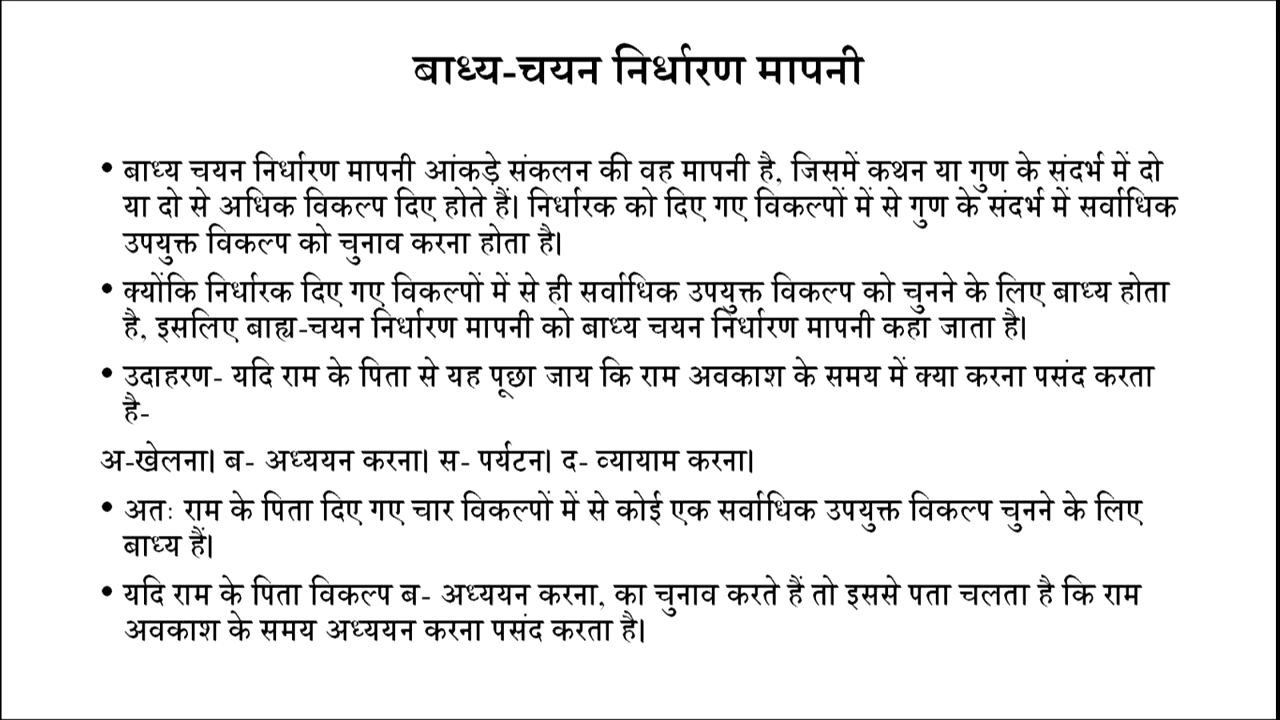 बाध्य-चयन निर्धारण मापनी
• बाध्य चयन निर्धारण मापनी आंकड़े संकलन की वह मापनी है, जिसमें कथन या गुण के संदर्भ में दो
या दो से अधिक विकल्प दिए होते हैं। निर्धारक को दिए गए विकल्पों में से गुण के संदर्भ में सर्वाधिक
उपयुक्त विकल्प को चुनाव करना होता है।
• क्योंकि निर्धारक दिए गए विकल्पों में से ही सर्वाधिक उपयुक्त विकल्प को चुनने के लिए बाध्य होता
है, इसलिए बाह्य-चयन निर्धारण मापनी को बाध्य चयन निर्धारण मापनी कहा जाता है।
• उदाहरण- यदि राम के पिता से यह पूछा जाय कि राम अवकाश के समय में क्या करना पसंद करता
है-
अ-खेलना। ब- अध्ययन करना। स- पर्यटन। द- व्यायाम करना।
• अतः राम के पिता दिए गए चार विकल्पों में से कोई एक सर्वाधिक उपयुक्त विकल्प चुनने के लिए
बाध्य हैं।
• यदि राम के पिता विकल्प ब- अध्ययन करना, का चुनाव करते हैं तो इससे पता चलता है कि राम
अवकाश के समय अध्ययन करना पसंद करता है।